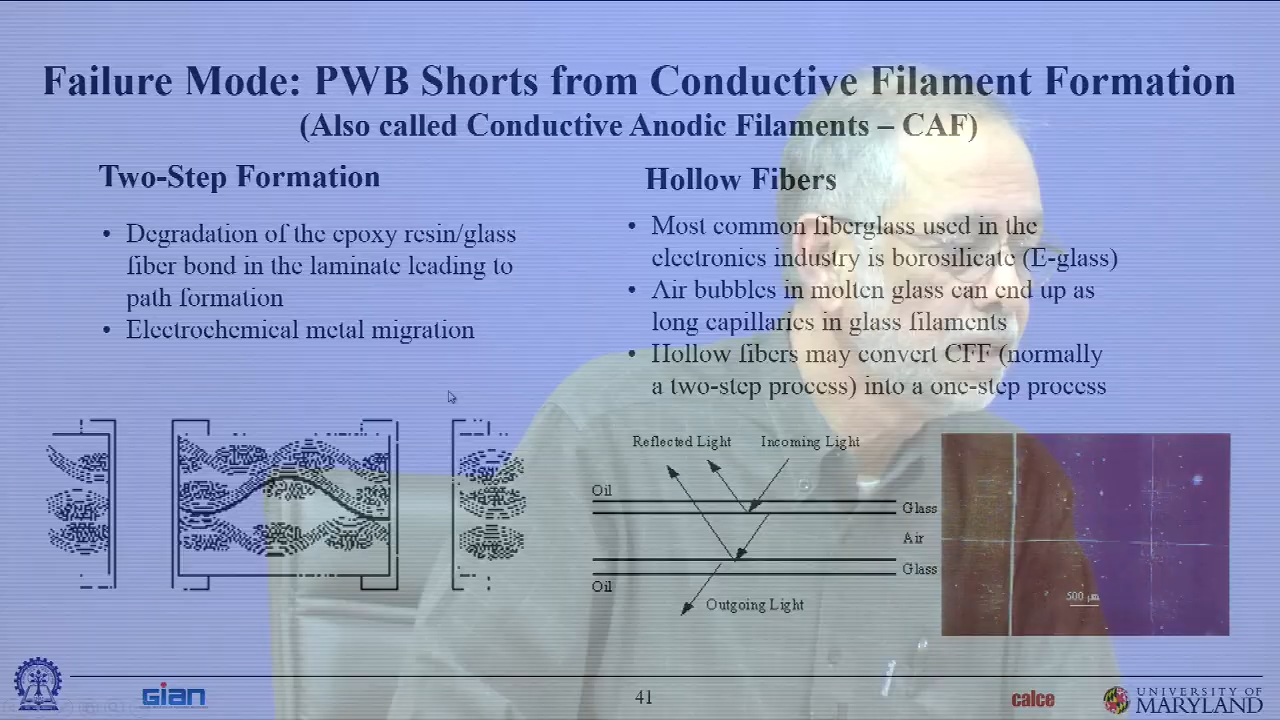 Failure Mode: PWB Shorts from Conductive Filament Formation
(Also called Conductive Anodic Filaments – CAF)
Two-Step Formation
• Degradation of the epoxy resin/glass
fiber bond in the laminate leading to
path formation
• Electrochemical metal migration
Hollow Fibers
• Most common fiberglass used in the
electronics industry is borosilicate (E-glass)
• Air bubbles in molten glass can end up as
long capillaries in glass filaments
• Hollow fibers may convert CFF (normally
a two-step process) into a one-step process
Reflected Light
Incoming Light
Oil
Glass
Air
Glass
Oil
Outgoing Light
500 µm
GIAN
41
calce
UNIVERSITY OF
MARYLAND